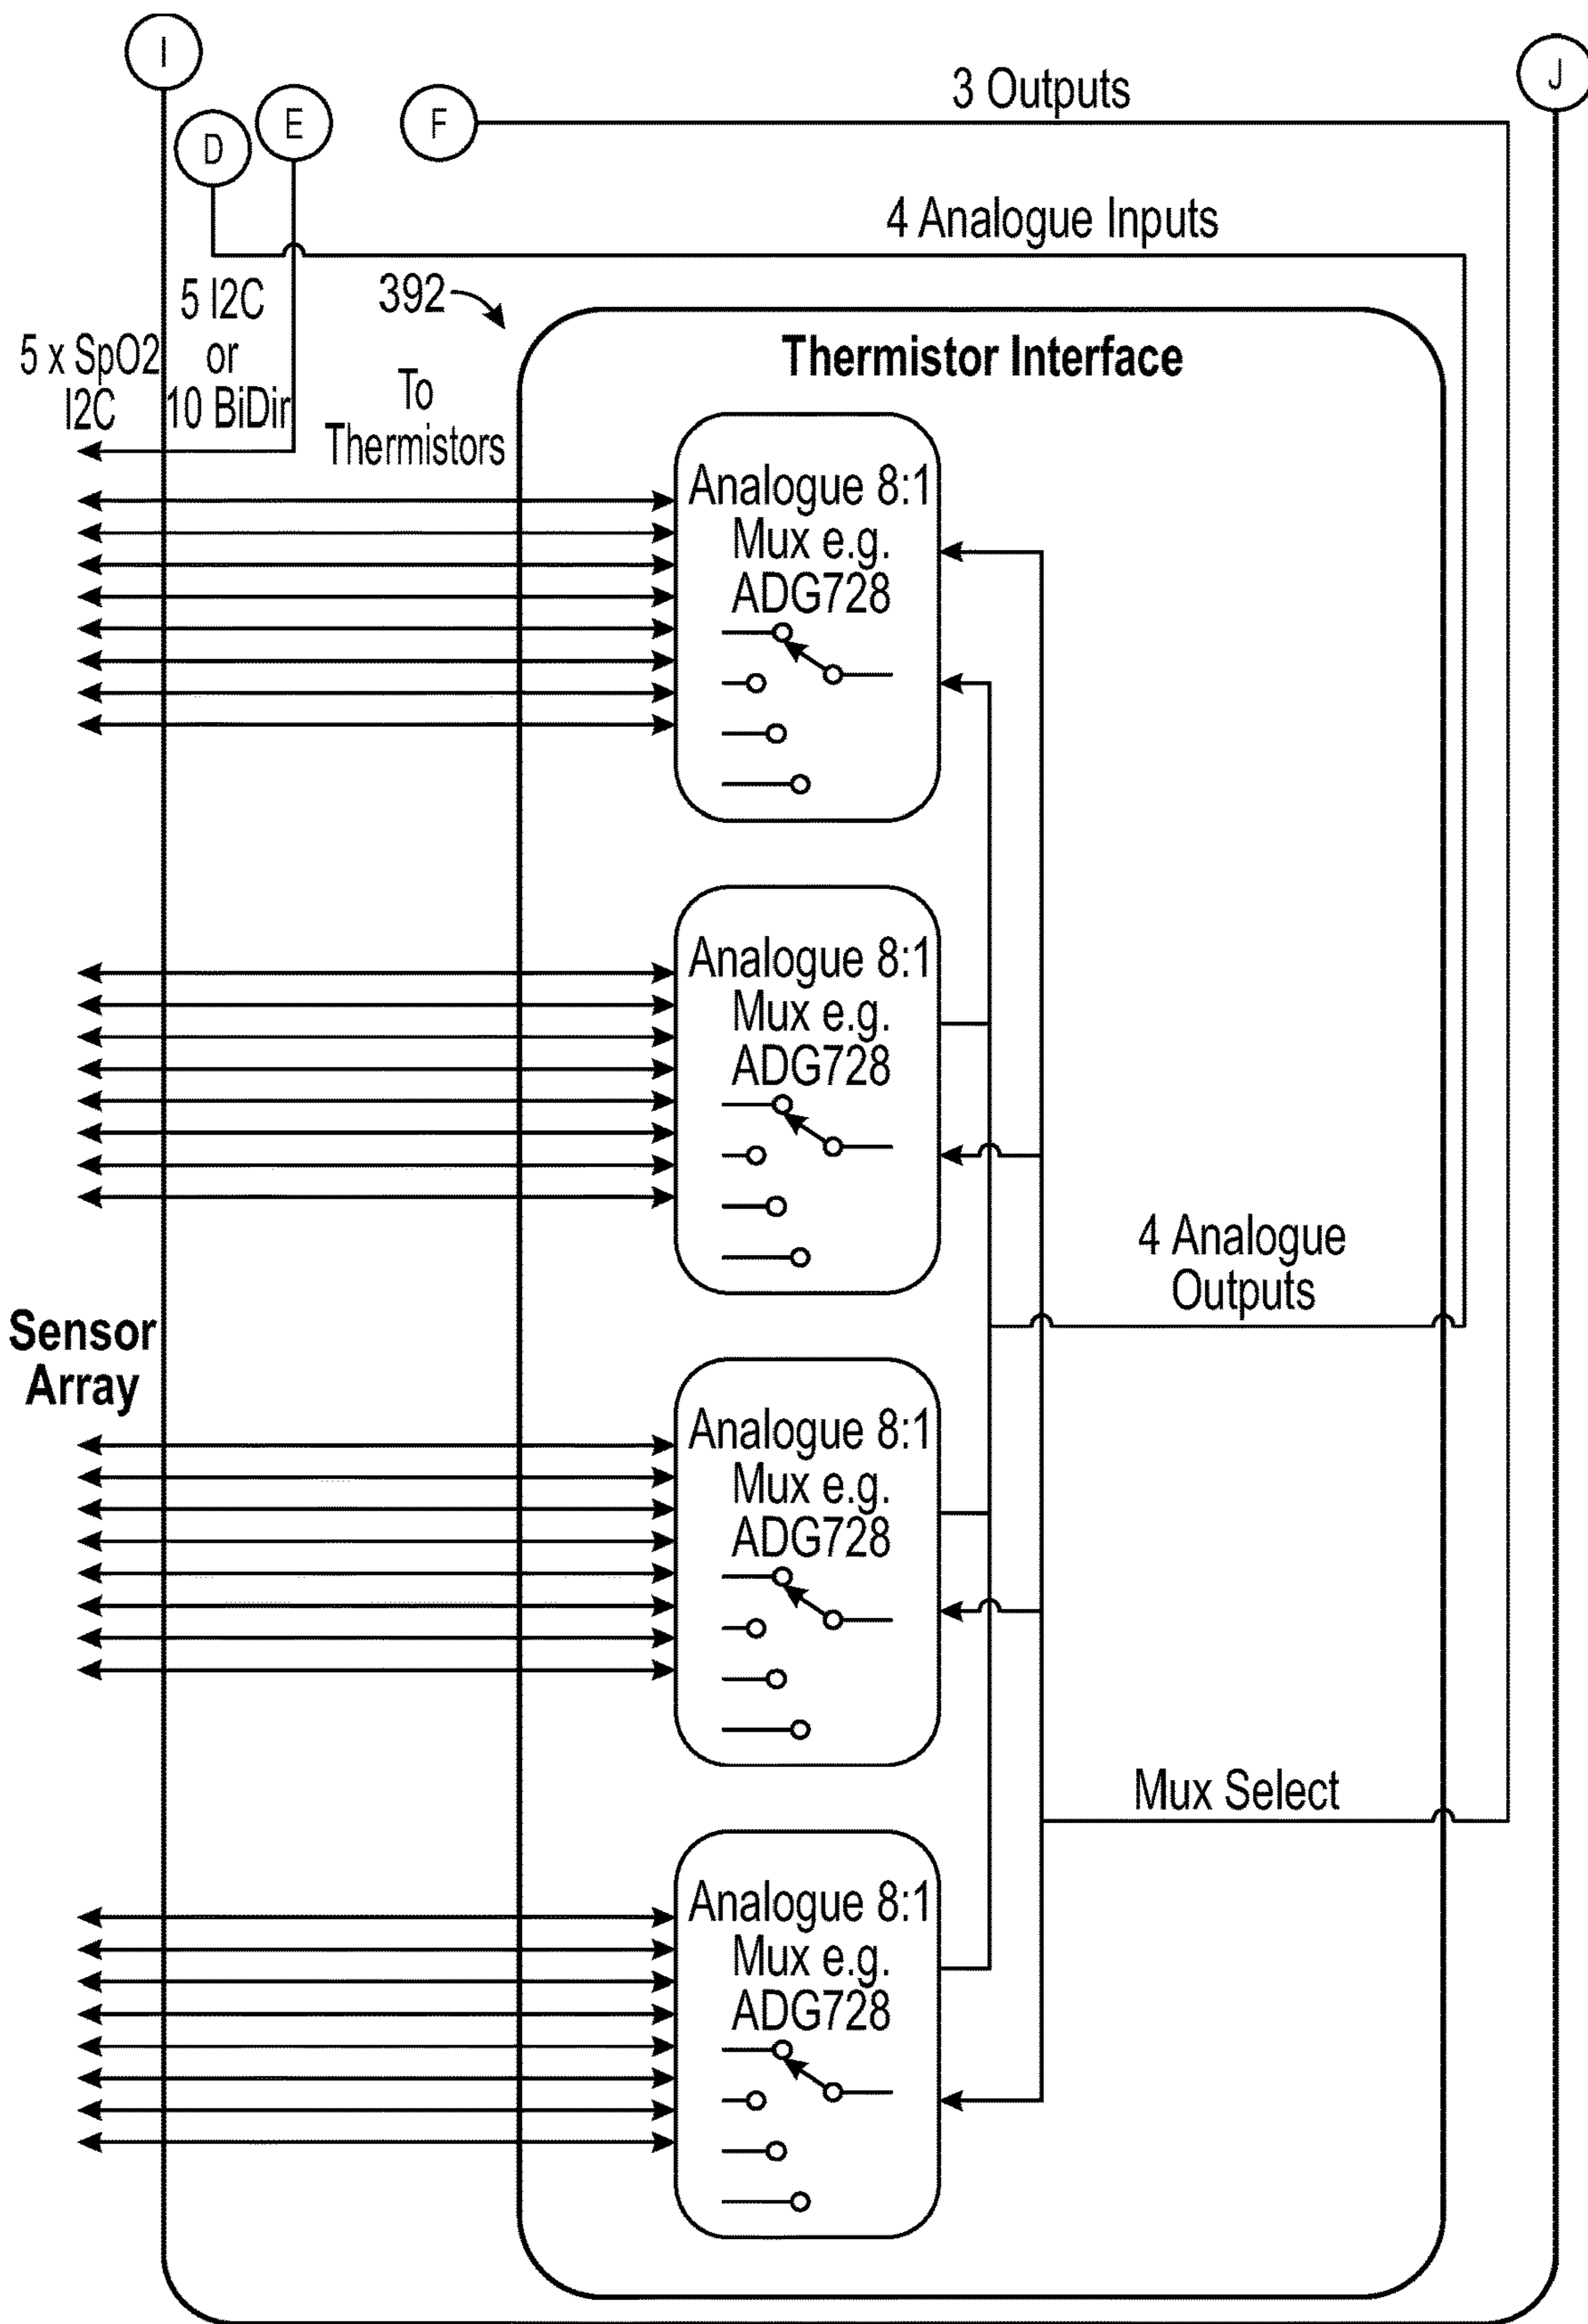 I
J
3 Outputs
E
F
D
4 Analogue Inputs
392
5 I2C
or
10 BiDir
5 x SpO2
I2C
To
Thermistors
Thermistor Interface
Analogue 8:1
Mux e.g.
ADG728
Analogue 8:1
Mux e.g.
ADG728
4 Analogue
Outputs
Sensor
Array
Analogue 8:1
Mux e.g.
ADG728
Mux Select
Analogue 8:1
Mux e.g.
ADG728